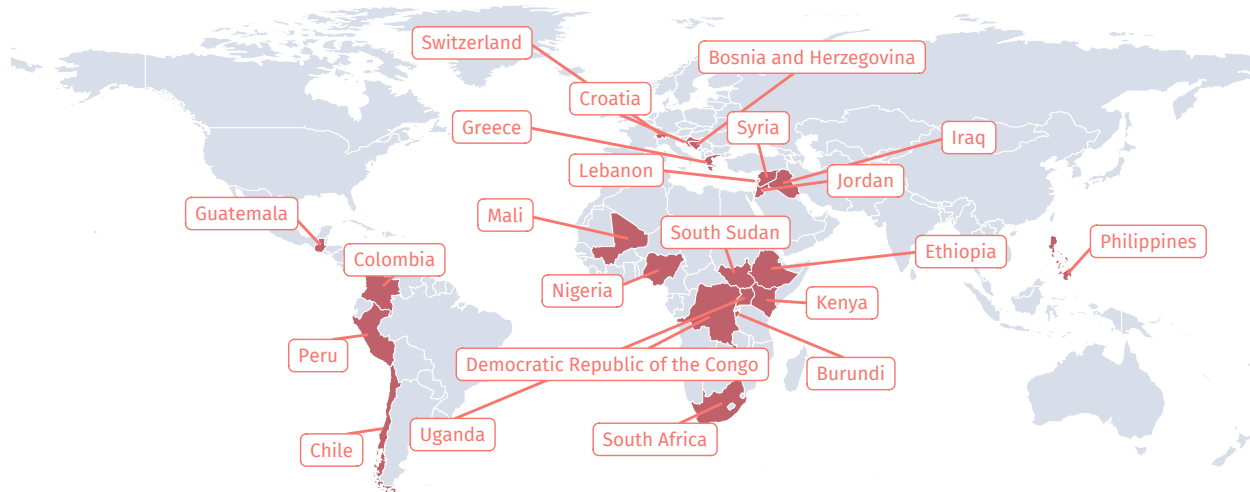 Switzerland
Bosnia and Herzegovina
Croatia
Greece
Syria
Iraq
Lebanon
Jordan
Guatemala
Mali
South Sudan
Philippines
Colombia
Ethiopia
Nigeria
Kenya
Peru
Democratic Republic of the Congo
Burundi
Uganda
South Africa
Chile